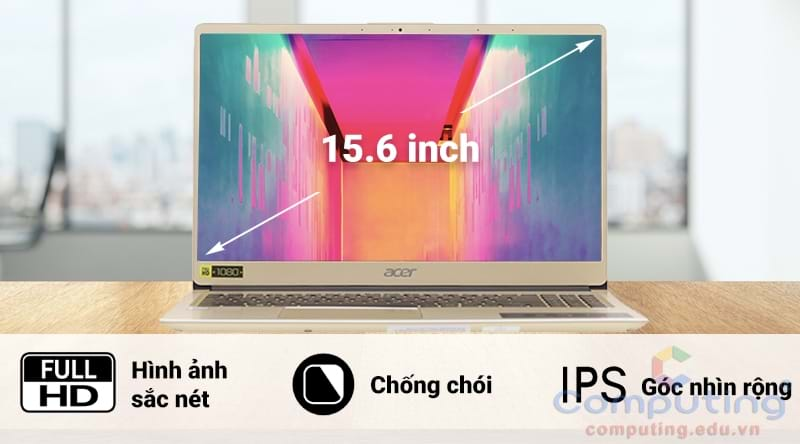 15.6 inch
1080
acer
FULL HD
Hình ảnh
sắc nét
Chống chói
IPS
Góc nhìn rộng
Computing
computing.edu.vn